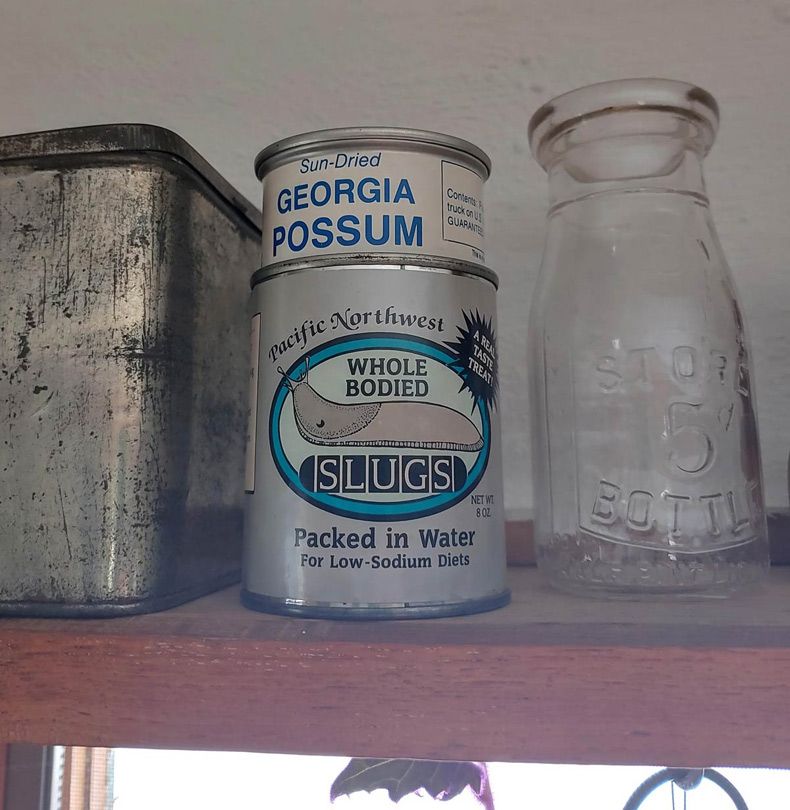 Sun-Dried
GEORGIA
POSSUM
Contents:
truck on U.S.
GUARANTEE
Pacific Northwest
A REAL
TASTE
TREAT!
WHOLE
BODIED
SLUGS
NET WT.
8 OZ.
Packed in Water
For Low-Sodium Diets
STORE
5¢
BOTTLE